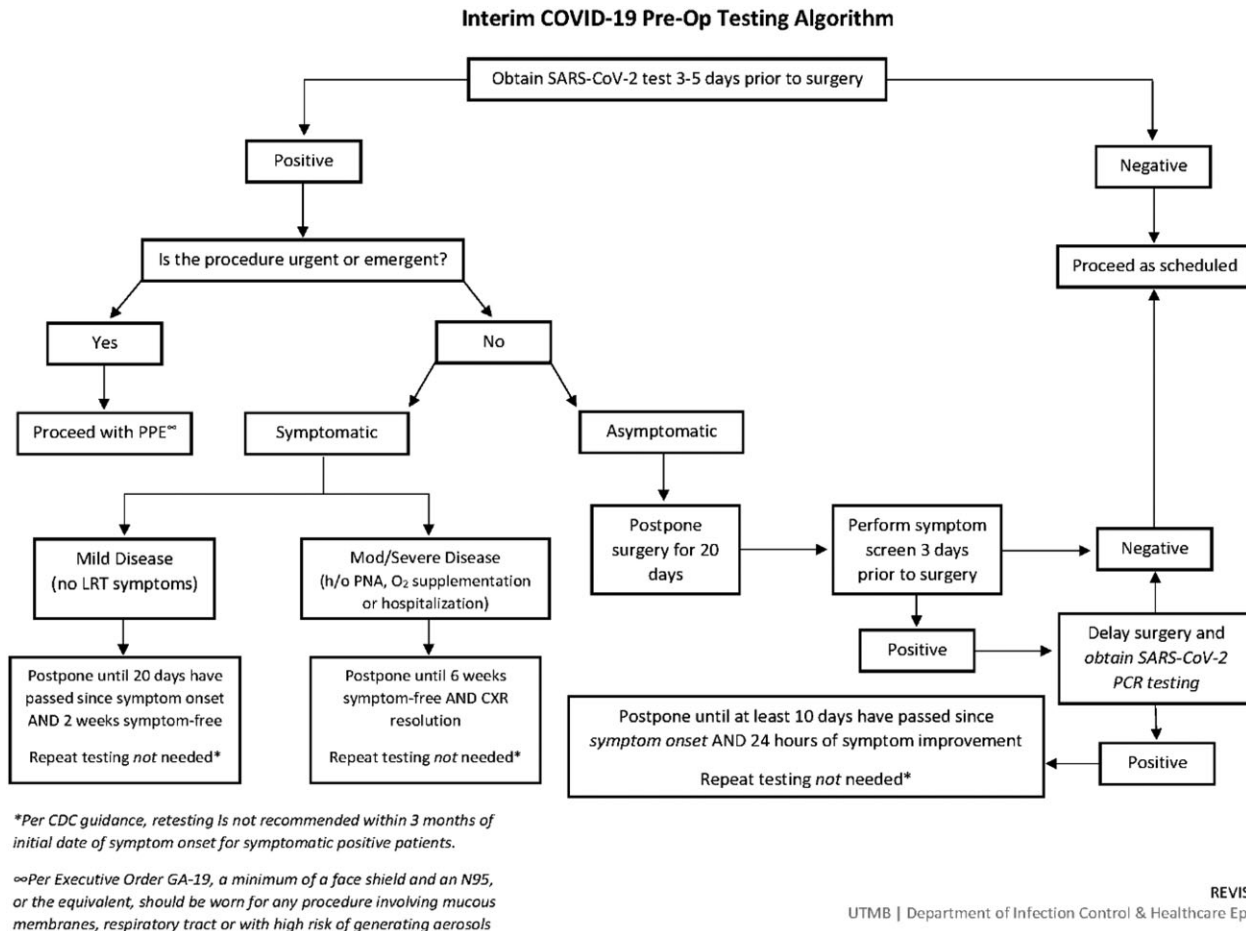 Interim COVID-19 Pre-Op Testing Algorithm
Obtain SARS-CoV-2 test 3-5 days prior to surgery
Positive
Negative
Is the procedure urgent or emergent?
Proceed as scheduled
Yes
No
Proceed with PPE∞
Symptomatic
Asymptomatic
Mild Disease
(no LRT symptoms)
Mod/Severe Disease
(h/o PNA, O₂ supplementation
or hospitalization)
Postpone
surgery for 20
days
Perform symptom
screen 3 days
prior to surgery
Negative
Positive
Delay surgery and
obtain SARS-CoV-2
PCR testing
Postpone until 20 days have
passed since symptom onset
AND 2 weeks symptom-free
Repeat testing not needed*
Postpone until 6 weeks
symptom-free AND CXR
resolution
Repeat testing not needed*
Postpone until at least 10 days have passed since
symptom onset AND 24 hours of symptom improvement
Repeat testing not needed*
Positive
*Per CDC guidance, retesting Is not recommended within 3 months of
initial date of symptom onset for symptomatic positive patients.
∞Per Executive Order GA-19, a minimum of a face shield and an N95,
or the equivalent, should be worn for any procedure involving mucous
membranes, respiratory tract or with high risk of generating aerosols
REVIS
UTMB | Department of Infection Control & Healthcare Ep